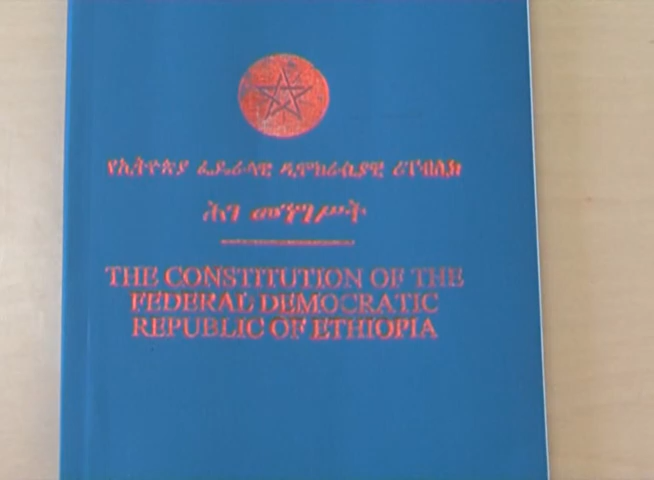 የኢትዮጵያ ፌዴራላዊ ዲሞክራሲያዊ ሪፐብሊክ
ሕገ መንግሥት
THE CONSTITUTION OF THE
FEDERAL DEMOCRATIC
REPUBLIC OF ETHIOPIA